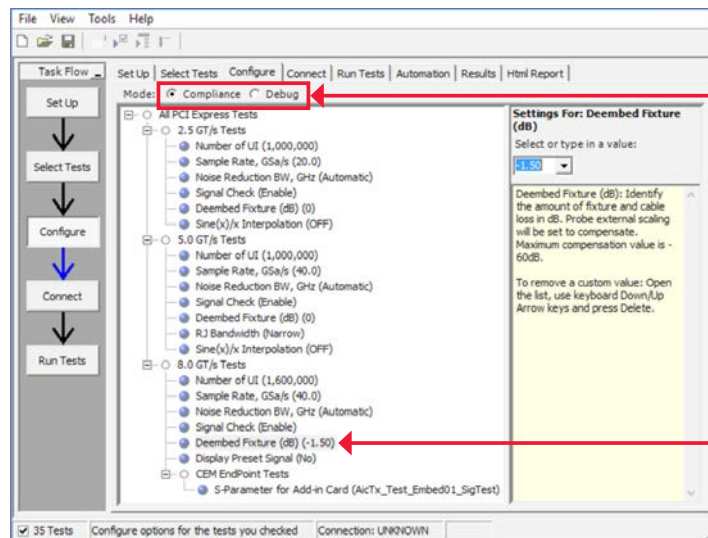 File View Tools Help
Task Flow
Set Up
Select Tests
Configure
Connect
Run Tests
Set Up Select Tests Configure Connect Run Tests Automation Results Html Report
Mode: Compliance Debug
All PCI Express Tests
2.5 GT/s Tests
Number of UI (1,000,000)
Sample Rate, GSa/s (20.0)
Noise Reduction BW, GHz (Automatic)
Signal Check (Enable)
Deembed Fixture (dB) (0)
Sine(x)/x Interpolation (OFF)
5.0 GT/s Tests
Number of UI (1,000,000)
Sample Rate, GSa/s (40.0)
Noise Reduction BW, GHz (Automatic)
Signal Check (Enable)
Deembed Fixture (dB) (0)
RJ Bandwidth (Narrow)
Sine(x)/x Interpolation (OFF)
8.0 GT/s Tests
Number of UI (1,600,000)
Sample Rate, GSa/s (40.0)
Noise Reduction BW, GHz (Automatic)
Signal Check (Enable)
Deembed Fixture (dB) (-1.50)
Display Preset Signal (No)
CEM EndPoint Tests
S-Parameter for Add-in Card (AicTx_Test_Embed01_SigTest)
Settings For: Deembed Fixture
(dB)
Select or type in a value:
-1.50
Deembed Fixture (dB): Identify
the amount of fixture and cable
loss in dB. Probe external scaling
will be set to compensate.
Maximum compensation value is -
60dB.
To remove a custom value: Open
the list, use keyboard Down/Up
Arrow keys and press Delete.
35 Tests Configure options for the tests you checked Connection: UNKNOWN